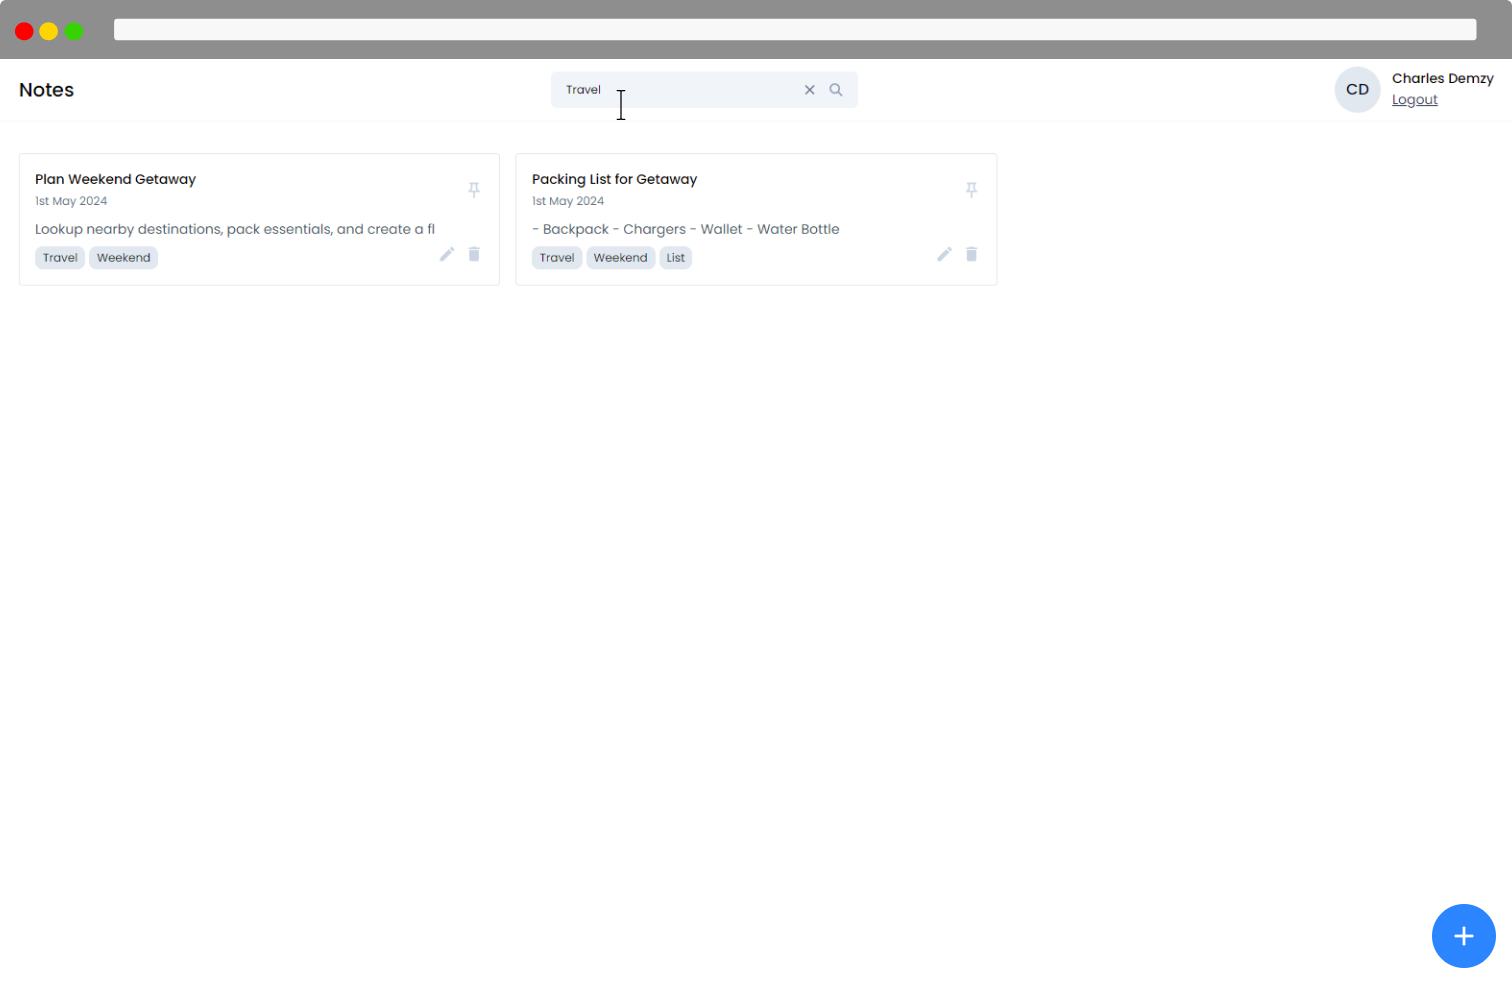 Notes
Travel
CD
Charles Demzy
Logout
Plan Weekend Getaway
1st May 2024
Lookup nearby destinations, pack essentials, and create a fl
Travel Weekend
Packing List for Getaway
1st May 2024
- Backpack - Chargers - Wallet - Water Bottle
Travel Weekend List